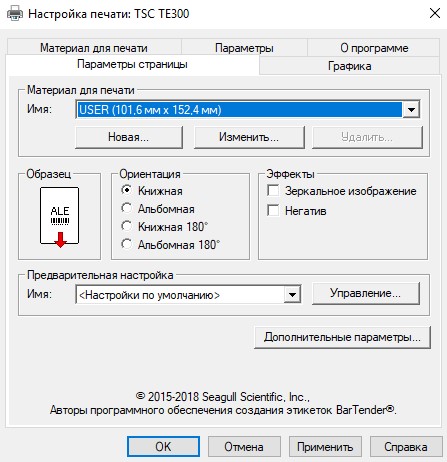 Настройка печати: TSC TE300
Материал для печати
Параметры
О программе
Параметры страницы
Графика
Материал для печати
Имя:
USER (101,6 мм x 152,4 мм)
Новая...
Изменить...
Удалить...
Образец
Ориентация
Эффекты
ALE
Книжная
Альбомная
Книжная 180°
Альбомная 180°
Зеркальное изображение
Негатив
Предварительная настройка
Имя:
<Настройки по умолчанию>
Управление...
Дополнительные параметры...
© 2015-2018 Seagull Scientific, Inc.,
Авторы программного обеспечения создания этикеток BarTender®.
OK
Отмена
Применить
Справка